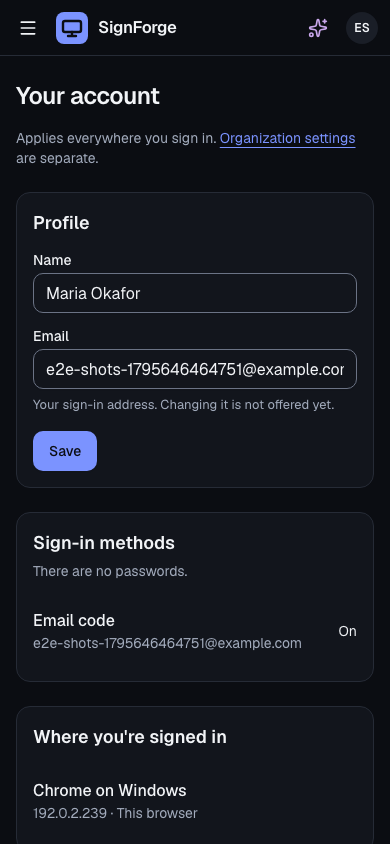 SignForge
ES
Your account
Applies everywhere you sign in. Organization settings
are separate.
Profile
Name
Maria Okafor
Email
e2e-shots-1795646464751@example.cor
Your sign-in address. Changing it is not offered yet.
Save
Sign-in methods
There are no passwords.
Email code
e2e-shots-1795646464751@example.com
On
Where you're signed in
Chrome on Windows
192.0.2.239 · This browser